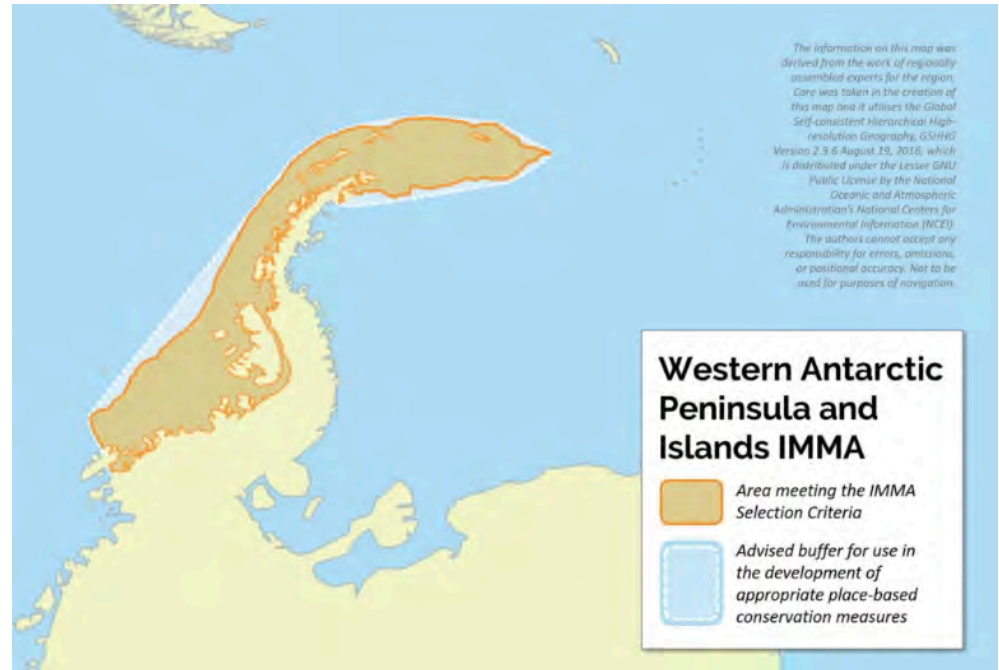 The information on this map was
derived from the work of regionally
assembled experts for the region.
Care was taken in the creation of
this map and it utilises the Global
Self-consistent Hierarchical High-
resolution Geography, GSHHG
Version 2.3.6 August 19, 2016, which
is distributed under the Lesser GNU
Public License by the National
Oceanic and Atmospheric
Administration's National Centers for
Environmental Information (NCEI).
The authors cannot accept any
responsibility for errors, omissions,
or positional accuracy. Not to be
used for purposes of navigation.
Western Antarctic
Peninsula and
Islands IMMA
Area meeting the IMMA
Selection Criteria
Advised buffer for use in
the development of
appropriate place-based
conservation measures